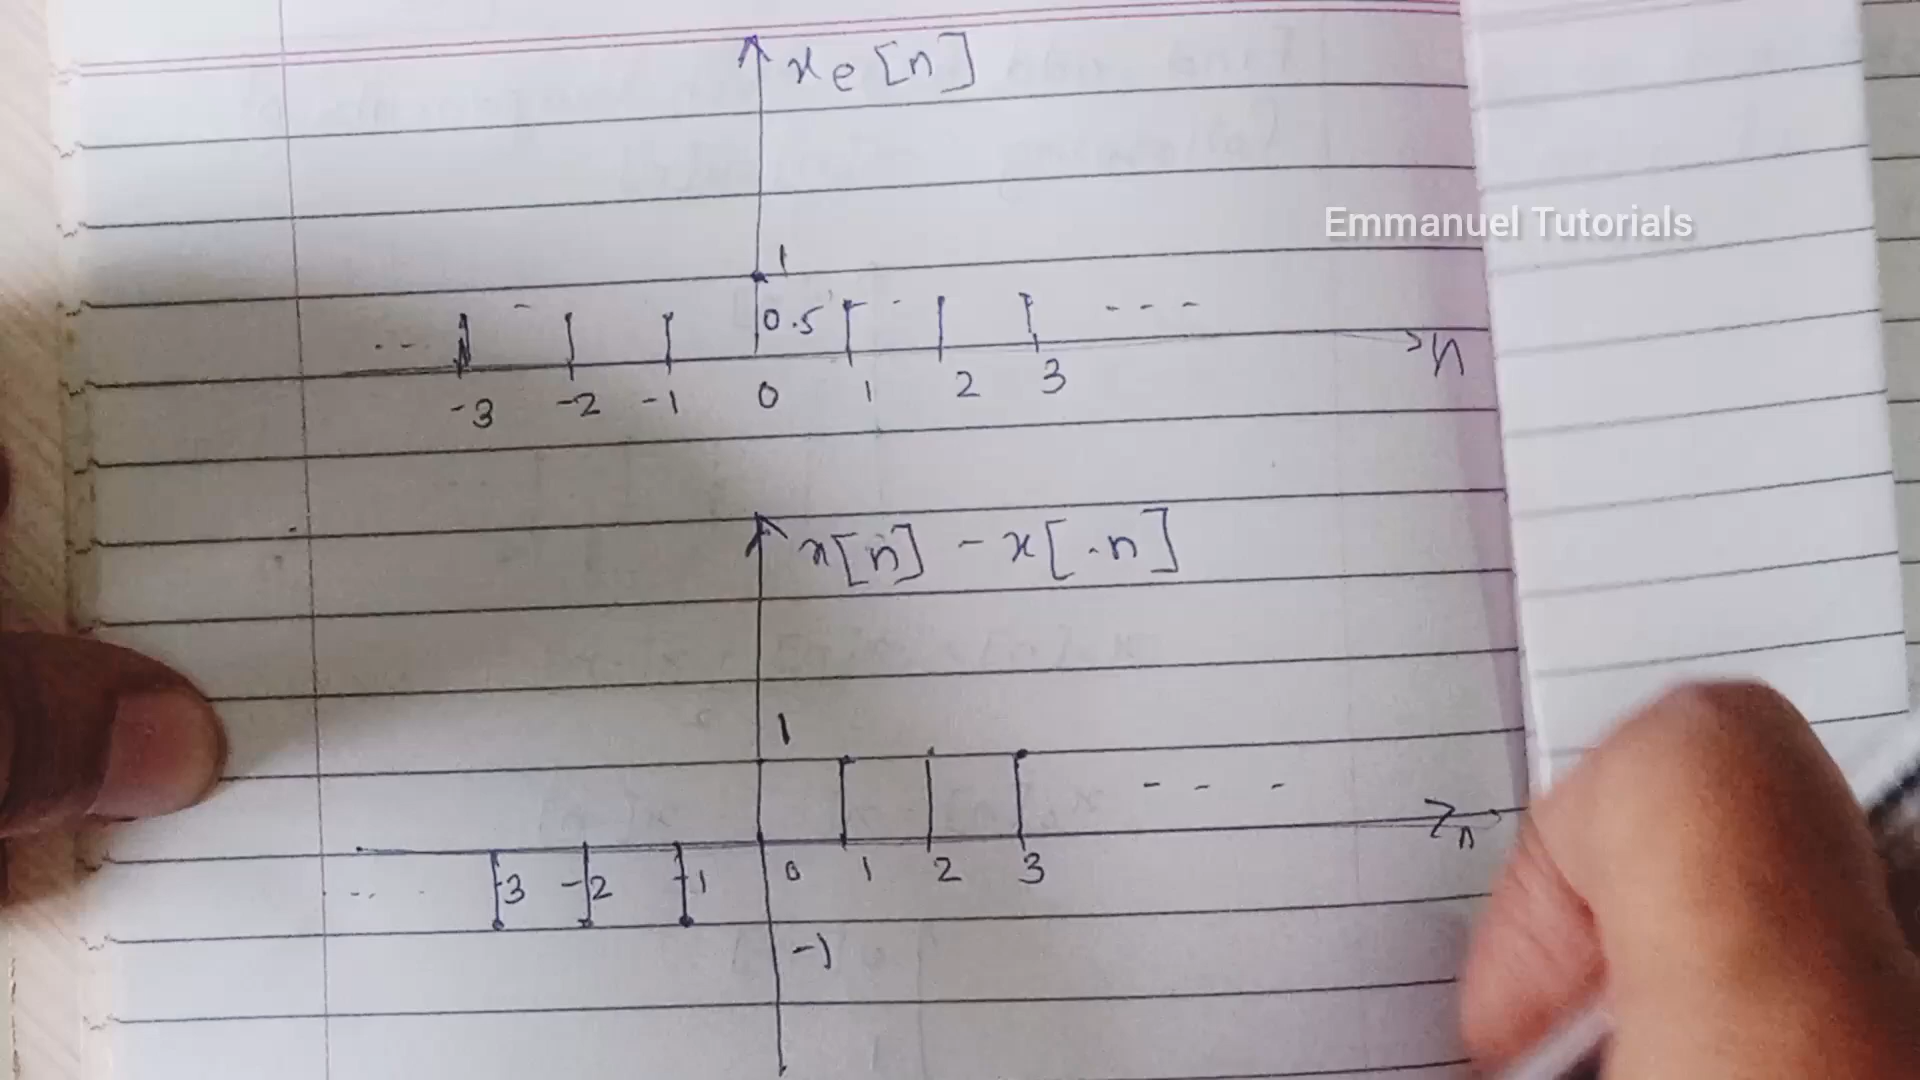 xe[n]
Emmanuel Tutorials
1
0.5
... -3 -2 -1 0 1 2 3 - - - n
x[n] - x[-n]
1
- - - n
... -3 -2 -1 0 1 2 3
-1